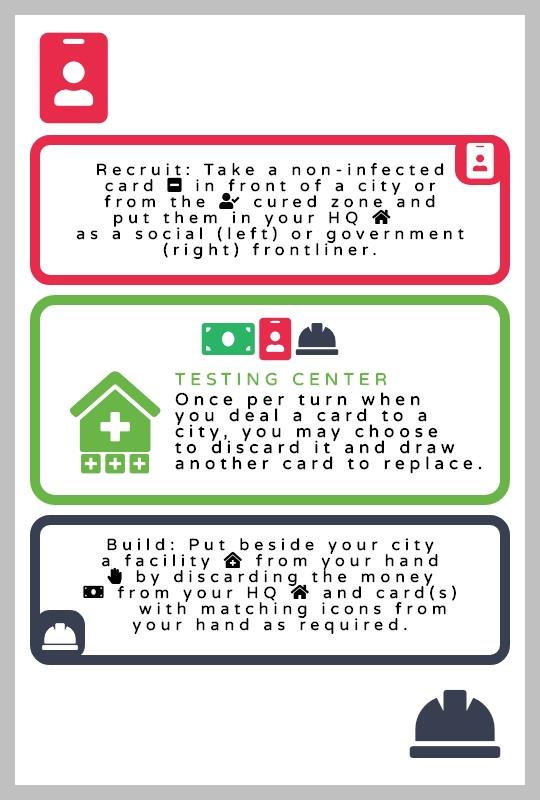 Recruit: Take a non-infected
card in front of a city or
from the cured zone and
put them in your HQ
as a social (left) or government
(right) frontliner.
TESTING CENTER
Once per turn when
you deal a card to a
city, you may choose
to discard it and draw
another card to replace.
Build: Put beside your city
a facility from your hand
by discarding the money
from your HQ and card(s)
with matching icons from
your hand as required.